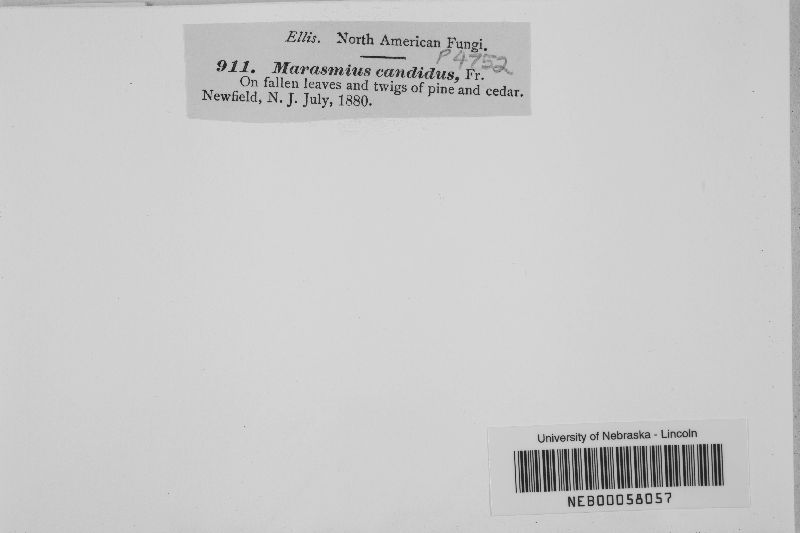 Ellis. North American Fungi.
P4752
911. Marasmius candidus, Fr.
On fallen leaves and twigs of pine and cedar.
Newfield, N. J. July, 1880.
University of Nebraska - Lincoln
NEB00058057